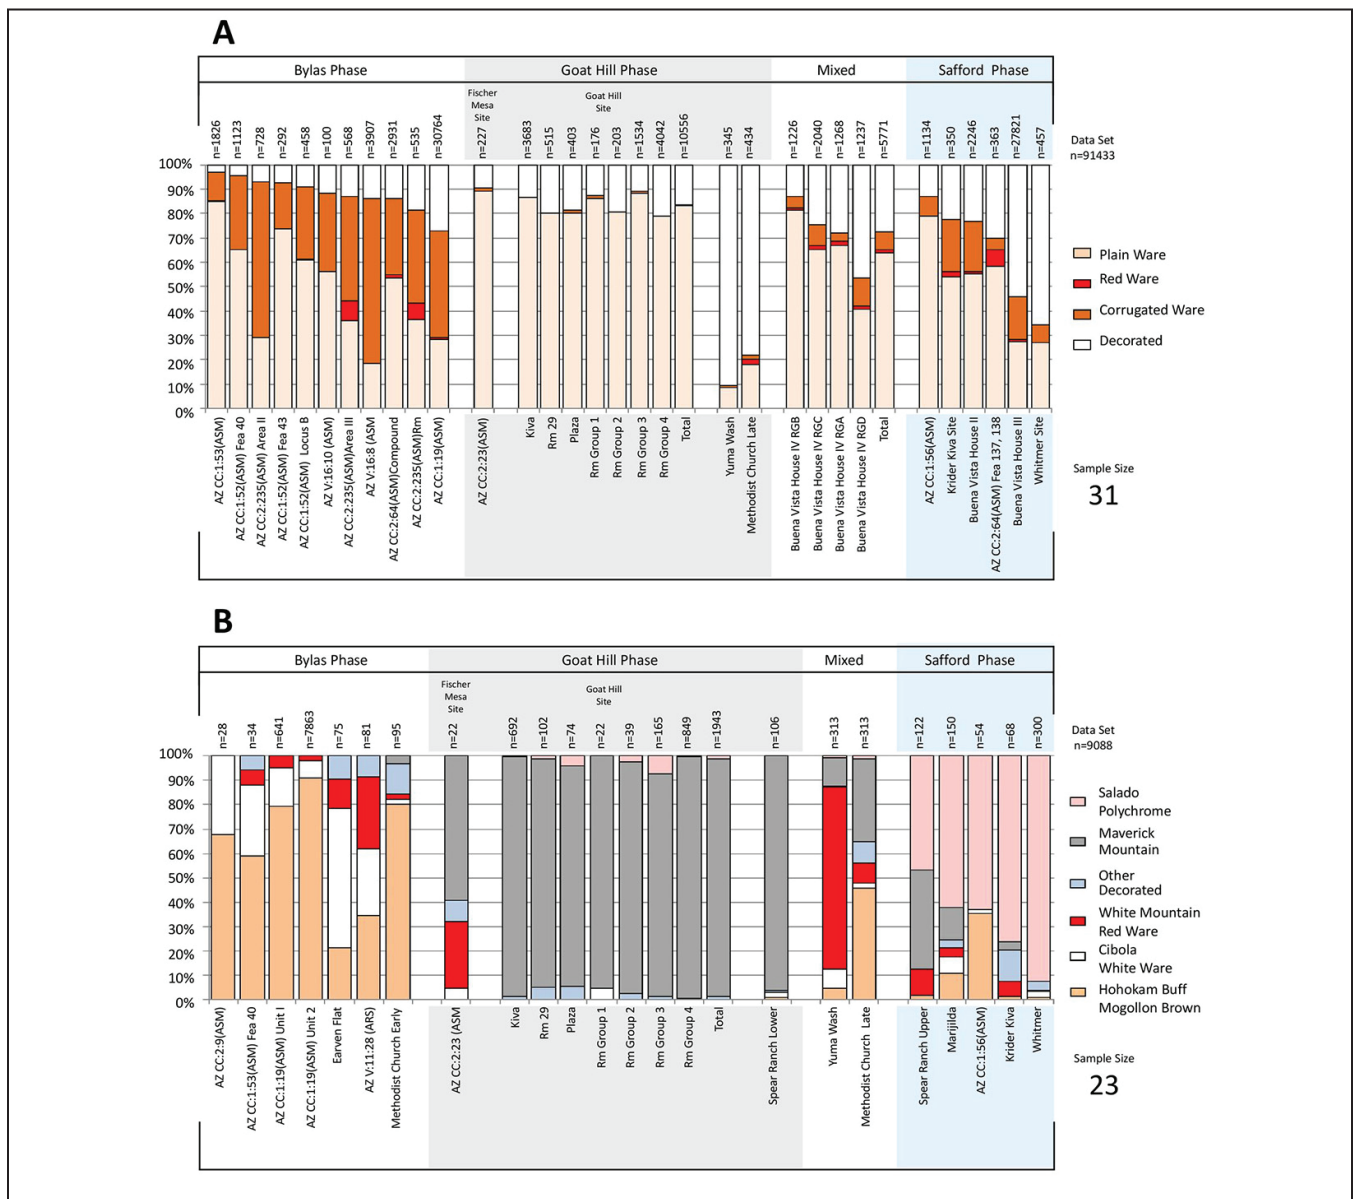 A
Bylas Phase
Goat Hill Phase
Mixed
Safford Phase
Fischer
Mesa
Site
Goat Hill
Site
n=1826
n=1123
n=728
n=292
n=458
n=100
n=568
n=3907
n=2931
n=535
n=30764
n=227
n=3683
n=515
n=403
n=176
n=203
n=1534
n=4042
n=10556
n=345
n=434
n=1226
n=2040
n=1268
n=1237
n=5771
n=1134
n=350
n=2246
n=363
n=27821
n=457
Data Set
n=91433
100%
90%
80%
70%
60%
50%
40%
30%
20%
10%
0%
Plain Ware
Red Ware
Corrugated Ware
Decorated
AZ CC:1:53(ASM)
AZ CC:1:52(ASM) Fea 40
AZ CC:2:235(ASM) Area II
AZ CC:1:52(ASM) Fea 43
AZ CC:1:52(ASM) Locus B
AZ V:16:10 (ASM)
AZ CC:2:235(ASM)Area III
AZ V:16:8 (ASM
AZ CC:2:64(ASM)Compound
AZ CC:2:235(ASM)Rm
AZ CC:1:19(ASM)
AZ CC:2:23(ASM)
Kiva
Rm 29
Plaza
Rm Group 1
Rm Group 2
Rm Group 3
Rm Group 4
Total
Yuma Wash
Methodist Church Late
Buena Vista House IV RGB
Buena Vista House IV RGC
Buena Vista House IV RGA
Buena Vista House IV RGD
Total
AZ CC:1:56(ASM)
Krider Kiva Site
Buena Vista House II
AZ CC:2:64(ASM) Fea 137, 138
Buena Vista House III
Whitmer Site
Sample Size
31
B
Bylas Phase
Goat Hill Phase
Mixed
Safford Phase
Fischer
Mesa
Site
Goat Hill
Site
n=28
n=34
n=641
n=7863
n=75
n=81
n=95
n=22
n=692
n=102
n=74
n=22
n=39
n=165
n=849
n=1943
n=106
n=313
n=313
n=122
n=150
n=54
n=68
n=300
Data Set
n=9088
100%
90%
80%
70%
60%
50%
40%
30%
20%
10%
0%
Salado
Polychrome
Maverick
Mountain
Other
Decorated
White Mountain
Red Ware
Cibola
White Ware
Hohokam Buff
Mogollon Brown
AZ CC:2:9(ASM)
AZ CC:1:53(ASM) Fea 40
AZ CC:1:19(ASM) Unit I
AZ CC:1:19(ASM) Unit 2
Earven Flat
AZ V:11:28 (ARS)
Methodist Church Early
AZ CC:2:23 (ASM
Kiva
Rm 29
Plaza
Rm Group 1
Rm Group 2
Rm Group 3
Rm Group 4
Total
Spear Ranch Lower
Yuma Wash
Methodist Church Late
Spear Ranch Upper
Marijilda
AZ CC:1:56(ASM)
Krider Kiva
Whitmer
Sample Size
23